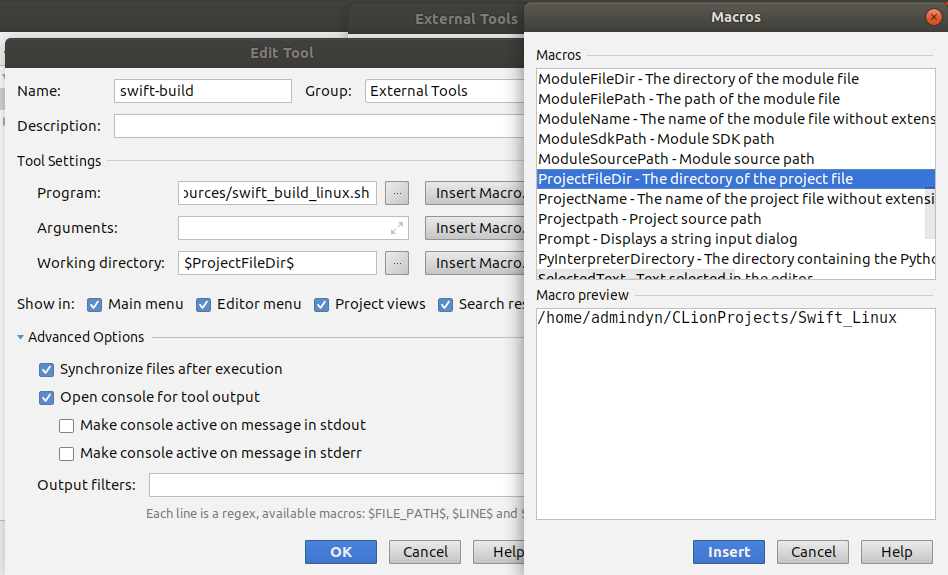 External Tools
Edit Tool
Name: swift-build Group: External Tools
Description:
Tool Settings
Program: ources/swift_build_linux.sh ... Insert Macro.
Arguments: Insert Macro.
Working directory: $ProjectFileDir$ ... Insert Macro.
Show in: Main menu Editor menu Project views Search res
Advanced Options
Synchronize files after execution
Open console for tool output
Make console active on message in stdout
Make console active on message in stderr
Output filters:
Each line is a regex, available macros: $FILE_PATH$, $LINE$ and $
OK Cancel Help
Macros
Macros
ModuleFileDir - The directory of the module file
ModuleFilePath - The path of the module file
ModuleName - The name of the module file without extens
ModuleSdkPath - Module SDK path
ModuleSourcePath - Module source path
ProjectFileDir - The directory of the project file
ProjectName - The name of the project file without extensi
Projectpath - Project source path
Prompt - Displays a string input dialog
PyInterpreterDirectory - The directory containing the Pytho
SelectedText - Text selected in the editor
Macro preview
/home/admindyn/CLionProjects/Swift_Linux
Insert Cancel Help